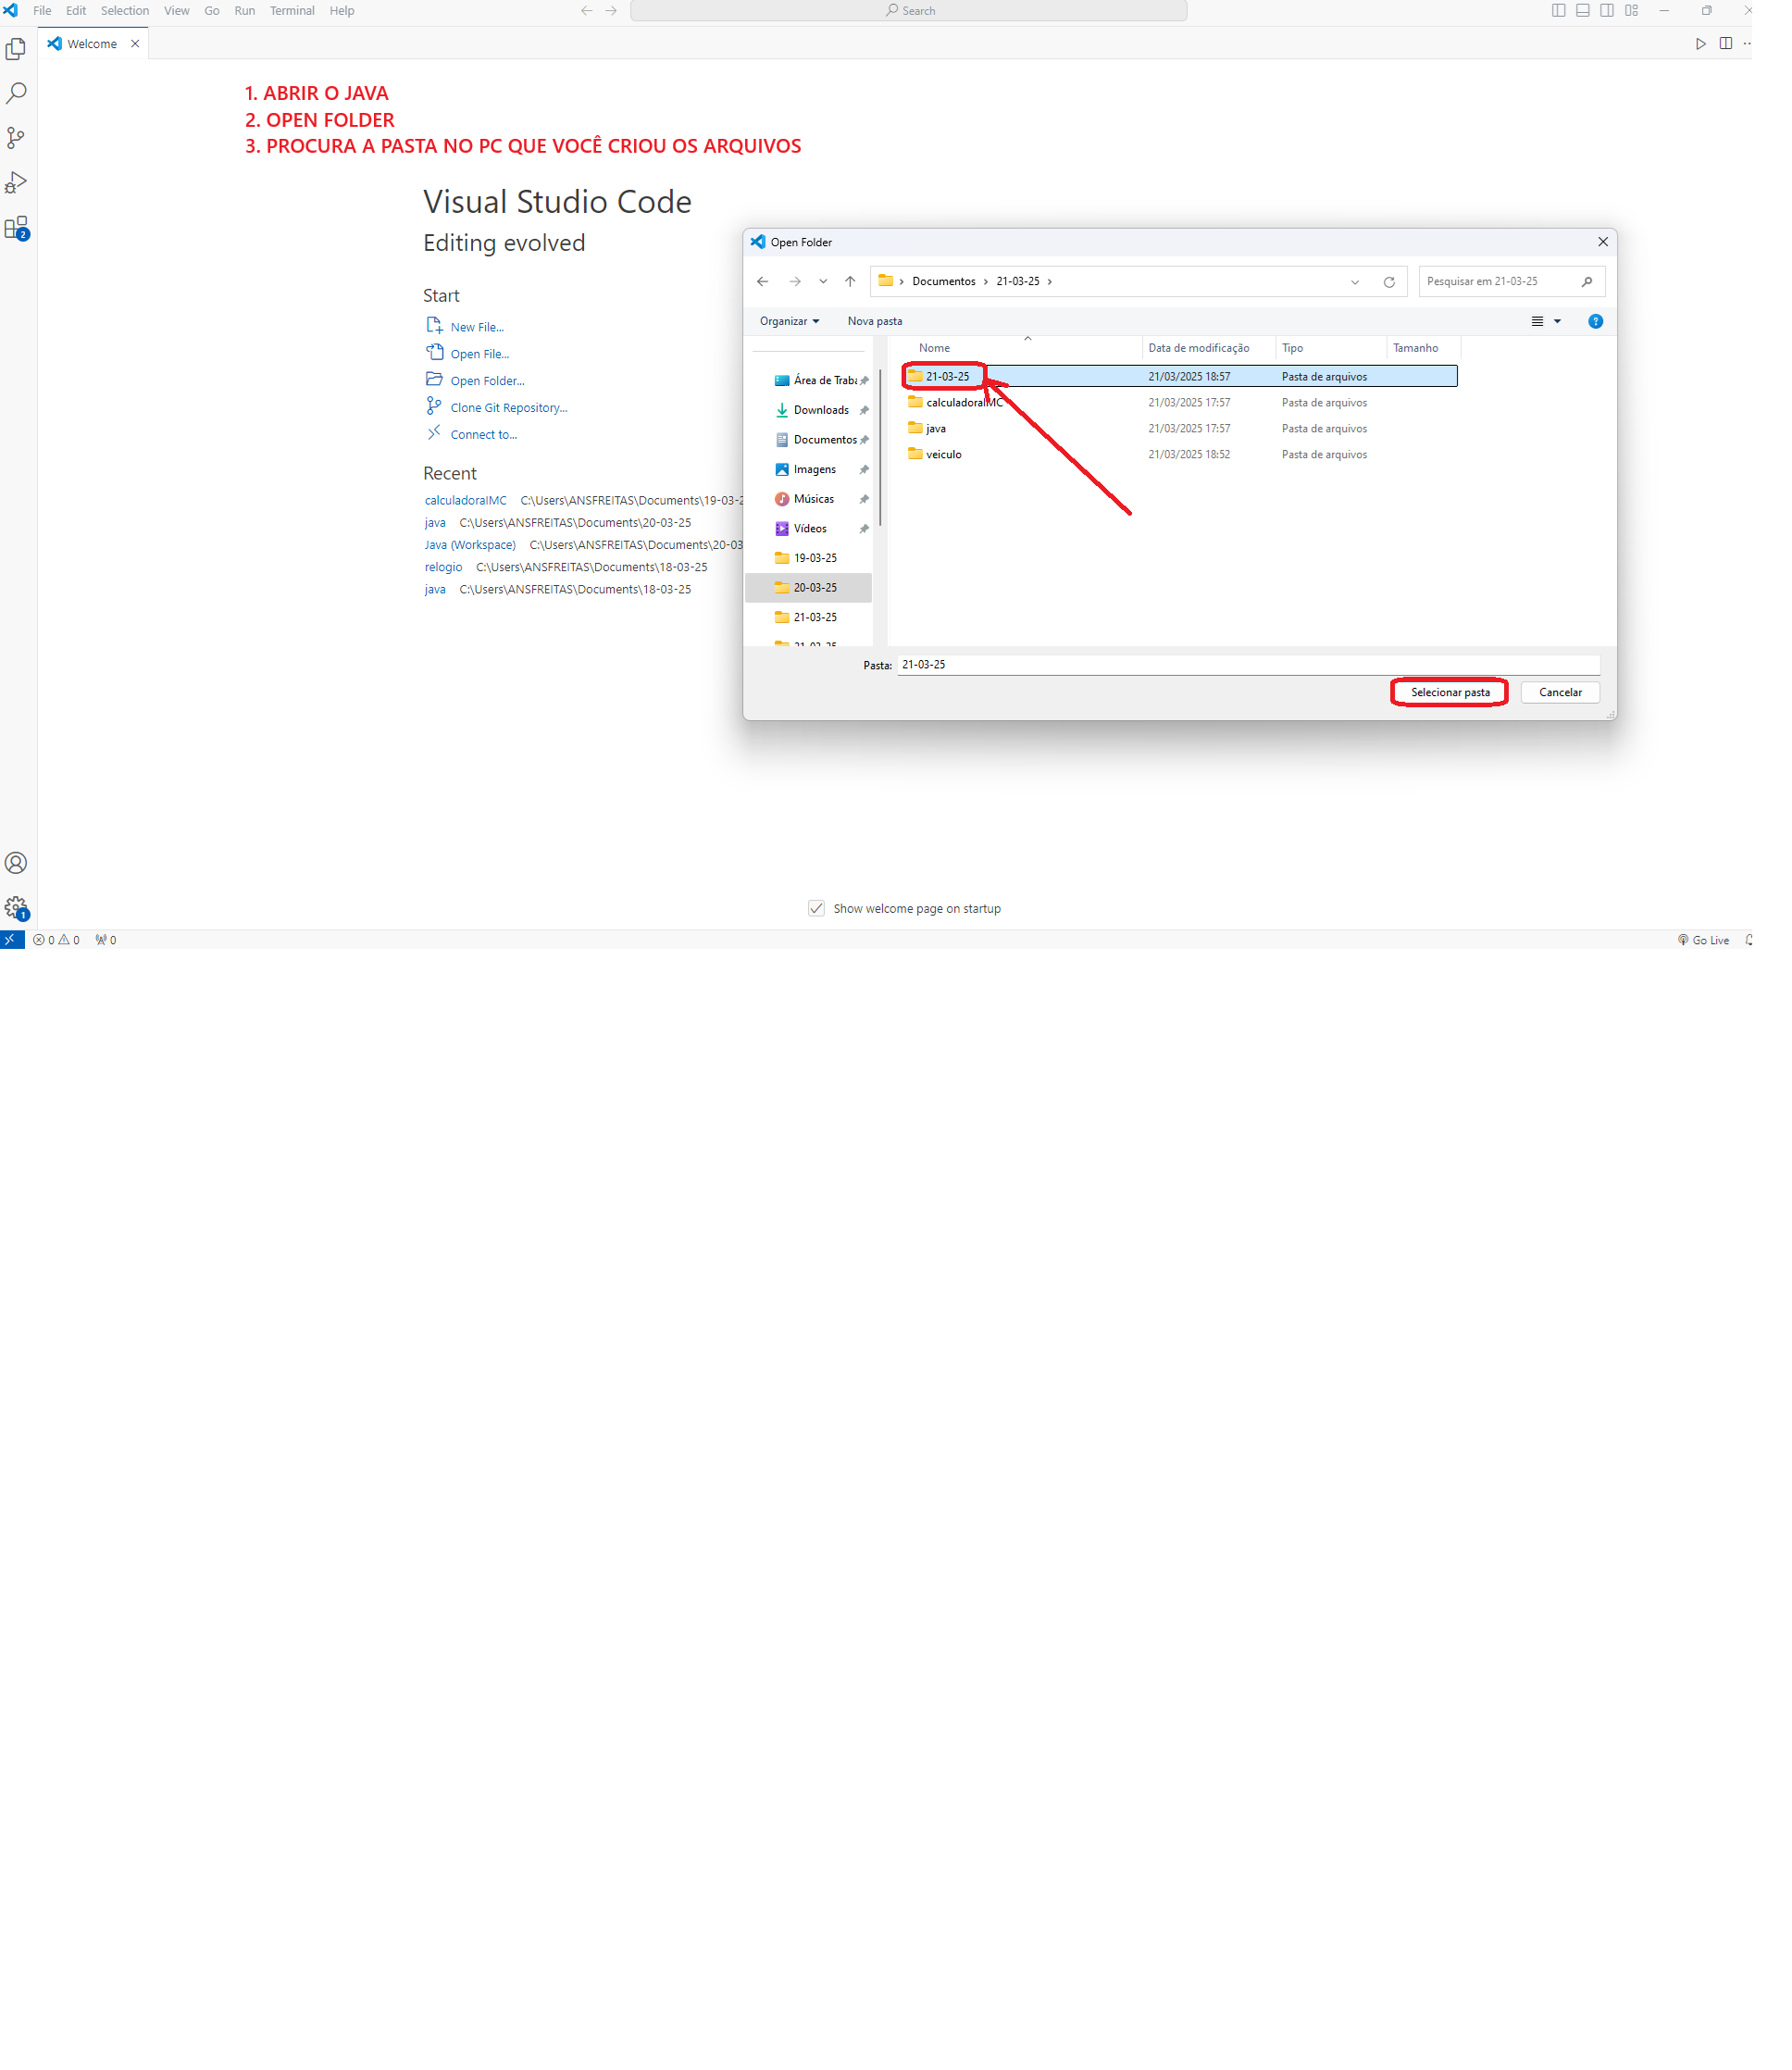 File Edit Selection View Go Run Terminal Help
Search
Welcome
1. ABRIR O JAVA
2. OPEN FOLDER
3. PROCURA A PASTA NO PC QUE VOCÊ CRIOU OS ARQUIVOS
Visual Studio Code
Editing evolved
Start
New File...
Open File...
Open Folder...
Clone Git Repository...
Connect to...
Recent
calculadoraIMC C:\Users\ANSFREITAS\Documents\19-03-2
java C:\Users\ANSFREITAS\Documents\20-03-25
Java (Workspace) C:\Users\ANSFREITAS\Documents\20-03
relogio C:\Users\ANSFREITAS\Documents\18-03-25
java C:\Users\ANSFREITAS\Documents\18-03-25
Open Folder
Documentos > 21-03-25 >
Pesquisar em 21-03-25
Organizar Nova pasta
Nome Data de modificação Tipo Tamanho
21-03-25 21/03/2025 18:57 Pasta de arquivos
calculadoraIMC 21/03/2025 17:57 Pasta de arquivos
java 21/03/2025 17:57 Pasta de arquivos
veiculo 21/03/2025 18:52 Pasta de arquivos
Área de Traba
Downloads
Documentos
Imagens
Músicas
Vídeos
19-03-25
20-03-25
21-03-25
Pasta: 21-03-25
Selecionar pasta Cancelar
2
1
Show welcome page on startup
0 0 0
Go Live